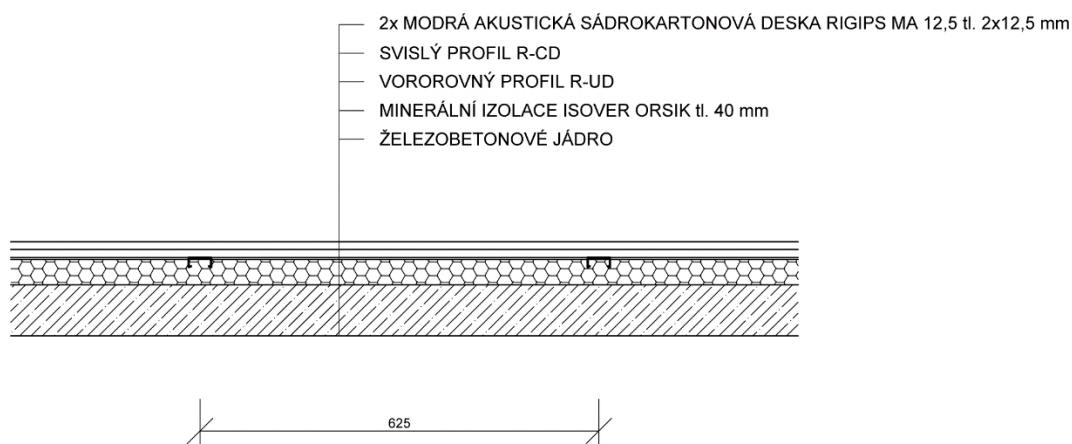 2x MODRÁ AKUSTICKÁ SÁDROKARTONOVÁ DESKA RIGIPS MA 12,5 tl. 2x12,5 mm
SVISLÝ PROFIL R-CD
VOROROVNÝ PROFIL R-UD
MINERÁLNÍ IZOLACE ISOVER ORSIK tl. 40 mm
ŽELEZOBETONOVÉ JÁDRO
625